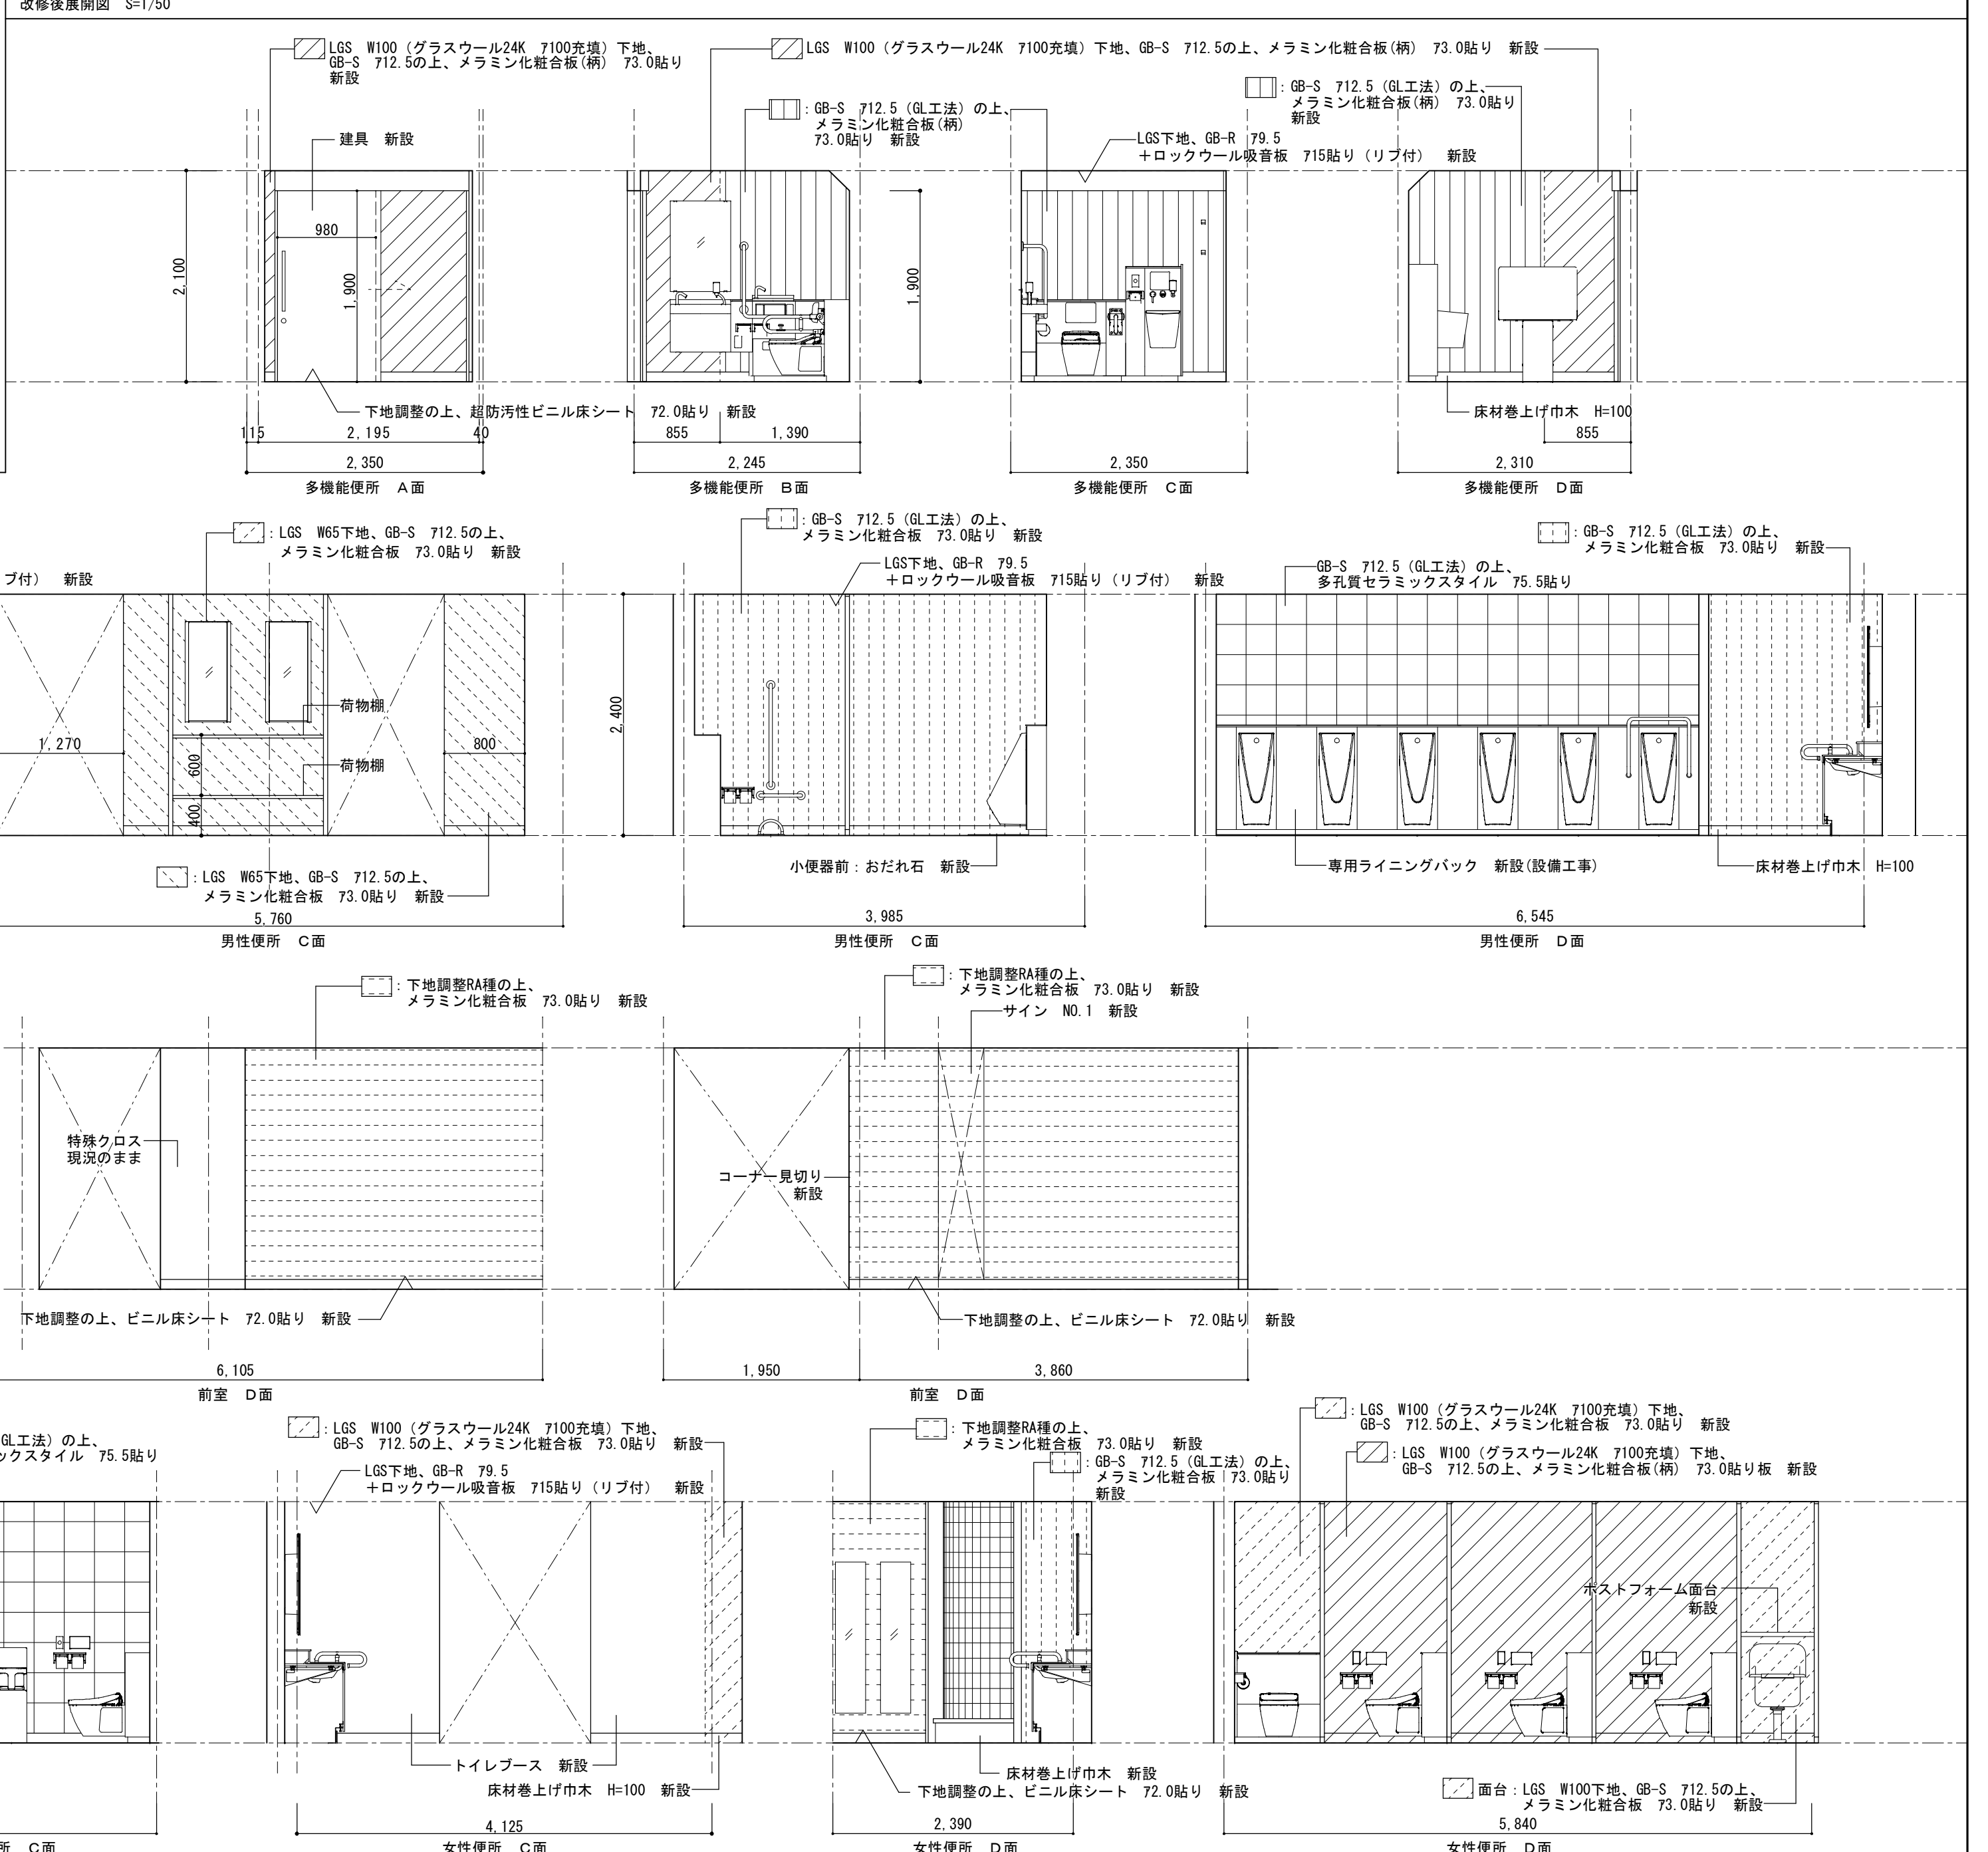 改修後展開図 S=1/50
LGS W100（グラスウール24K ｱ100充填）下地、
GB-S ｱ12.5の上、メラミン化粧合板(柄) ｱ3.0貼り
新設
LGS W100（グラスウール24K ｱ100充填）下地、GB-S ｱ12.5の上、メラミン化粧合板(柄) ｱ3.0貼り 新設
：GB-S ｱ12.5（GL工法）の上、
メラミン化粧合板(柄)
ｱ3.0貼り 新設
：GB-S ｱ12.5（GL工法）の上、
メラミン化粧合板(柄) ｱ3.0貼り
新設
建具 新設
LGS下地、GB-R ｱ9.5
＋ロックウール吸音板 ｱ15貼り（リブ付） 新設
2,100
980
1,900
1,900
下地調整の上、超防汚性ビニル床シート ｱ2.0貼り 新設
床材巻上げ巾木 H=100
115
2,195
40
855
1,390
855
2,350
2,245
2,350
2,310
多機能便所 A面
多機能便所 B面
多機能便所 C面
多機能便所 D面
：LGS W65下地、GB-S ｱ12.5の上、
メラミン化粧合板 ｱ3.0貼り 新設
：GB-S ｱ12.5（GL工法）の上、
メラミン化粧合板 ｱ3.0貼り 新設
：GB-S ｱ12.5（GL工法）の上、
メラミン化粧合板 ｱ3.0貼り 新設
ブ付） 新設
LGS下地、GB-R ｱ9.5
＋ロックウール吸音板 ｱ15貼り（リブ付） 新設
GB-S ｱ12.5（GL工法）の上、
多孔質セラミックスタイル ｱ5.5貼り
荷物棚
荷物棚
1,270
600
400
800
2,400
小便器前：おだれ石 新設
専用ライニングバック 新設(設備工事)
床材巻上げ巾木 H=100
：LGS W65下地、GB-S ｱ12.5の上、
メラミン化粧合板 ｱ3.0貼り 新設
5,760
3,985
6,545
男性便所 C面
男性便所 C面
男性便所 D面
：下地調整RA種の上、
メラミン化粧合板 ｱ3.0貼り 新設
：下地調整RA種の上、
メラミン化粧合板 ｱ3.0貼り 新設
サイン NO.1 新設
特殊クロス
現況のまま
コーナー見切り
新設
下地調整の上、ビニル床シート ｱ2.0貼り 新設
下地調整の上、ビニル床シート ｱ2.0貼り 新設
6,105
1,950
3,860
前室 D面
前室 D面
GL工法）の上、
ックスタイル ｱ5.5貼り
：LGS W100（グラスウール24K ｱ100充填）下地、
GB-S ｱ12.5の上、メラミン化粧合板 ｱ3.0貼り 新設
LGS下地、GB-R ｱ9.5
＋ロックウール吸音板 ｱ15貼り（リブ付） 新設
：下地調整RA種の上、
メラミン化粧合板 ｱ3.0貼り 新設
：GB-S ｱ12.5（GL工法）の上、
メラミン化粧合板 ｱ3.0貼り
新設
：LGS W100（グラスウール24K ｱ100充填）下地、
GB-S ｱ12.5の上、メラミン化粧合板 ｱ3.0貼り 新設
：LGS W100（グラスウール24K ｱ100充填）下地、
GB-S ｱ12.5の上、メラミン化粧合板(柄) ｱ3.0貼り板 新設
ポストフォーム面台
新設
トイレブース 新設
床材巻上げ巾木 H=100 新設
床材巻上げ巾木 新設
下地調整の上、ビニル床シート ｱ2.0貼り 新設
面台：LGS W100下地、GB-S ｱ12.5の上、
メラミン化粧合板 ｱ3.0貼り 新設
4,125
2,390
5,840
所 C面
女性便所 C面
女性便所 D面
女性便所 D面